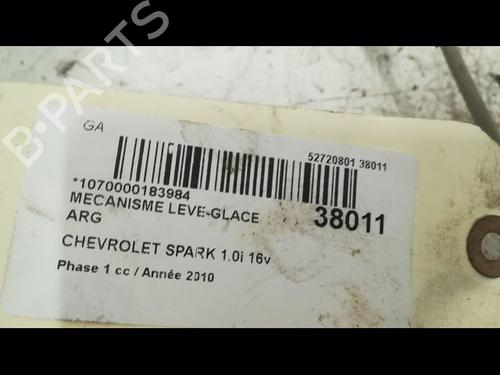 B-PARTS
GA
52720801 38011
*1070000183984
MECANISME LEVE-GLACE
ARG
38011
CHEVROLET SPARK 1.0i 16v
Phase 1 cc / Année 2010